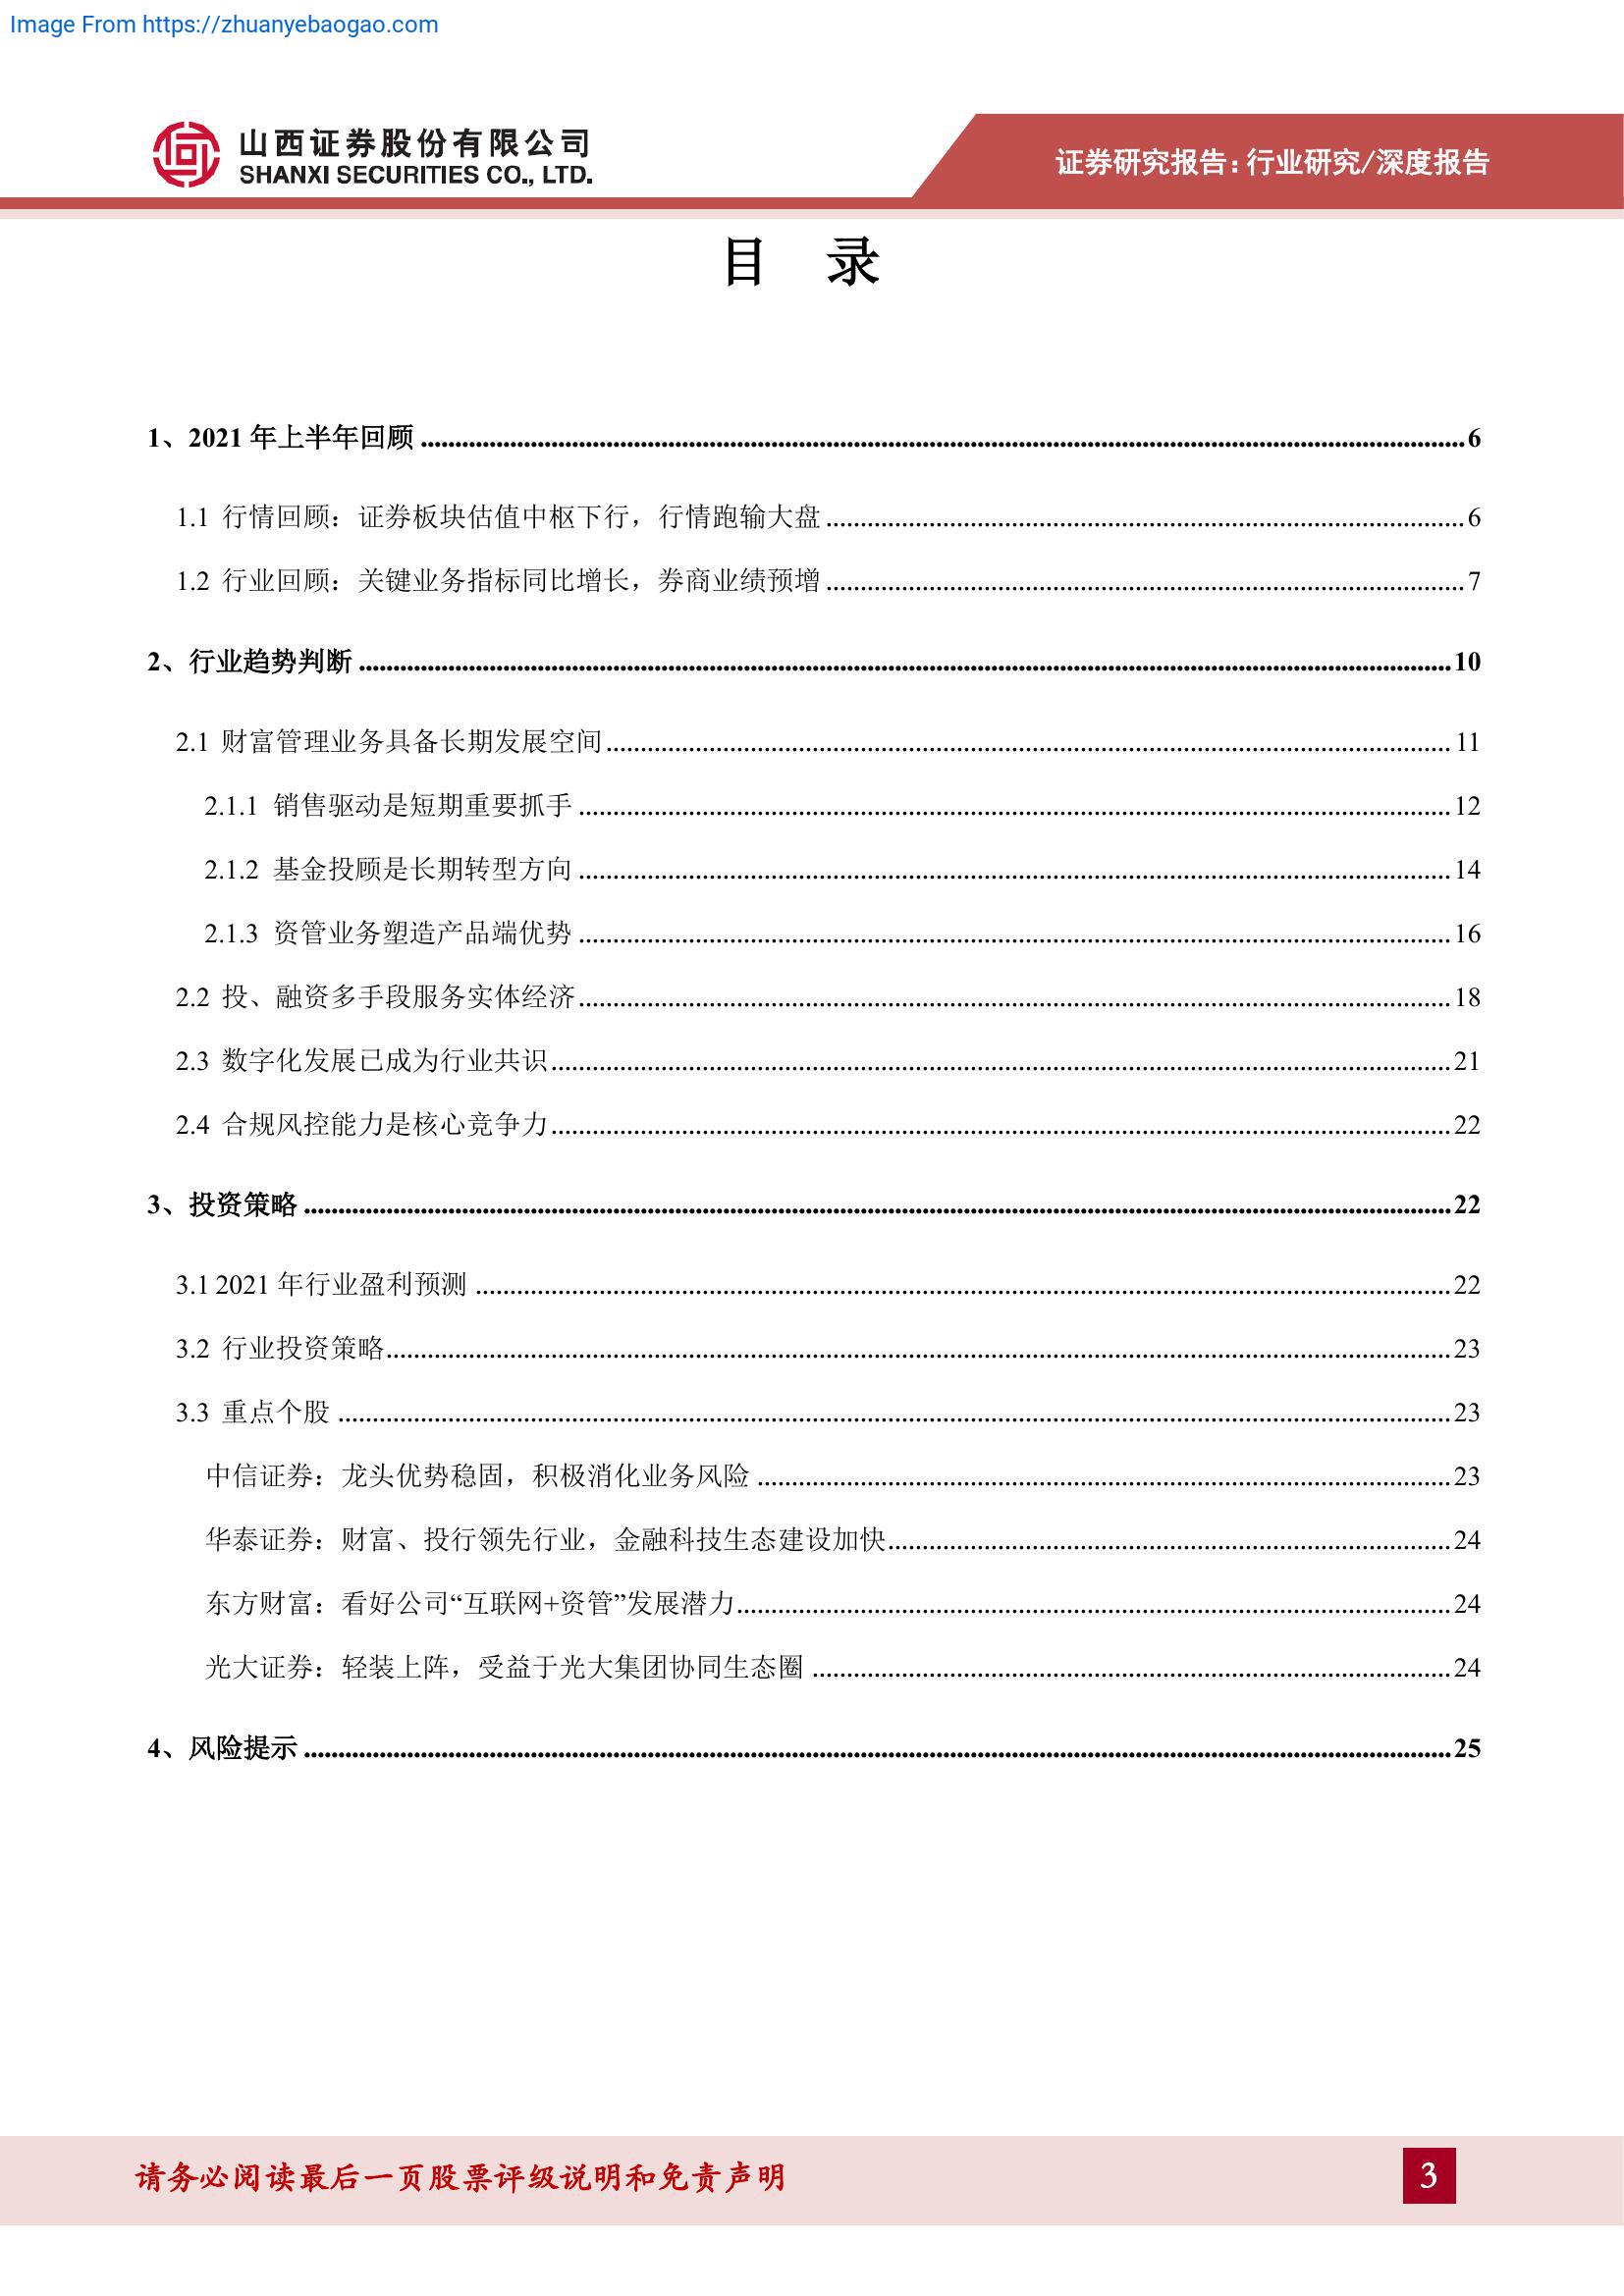 Image From https://zhuanyebaogao.com
山西证券股份有限公司
SHANXI SECURITIES CO., LTD.
证券研究报告:行业研究/深度报告
目 录
1、2021 年上半年回顾 6
1.1 行情回顾：证券板块估值中枢下行，行情跑输大盘 6
1.2 行业回顾：关键业务指标同比增长，券商业绩预增 7
2、行业趋势判断 10
2.1 财富管理业务具备长期发展空间 11
2.1.1 销售驱动是短期重要抓手 12
2.1.2 基金投顾是长期转型方向 14
2.1.3 资管业务塑造产品端优势 16
2.2 投、融资多手段服务实体经济 18
2.3 数字化发展已成为行业共识 21
2.4 合规风控能力是核心竞争力 22
3、投资策略 22
3.1 2021 年行业盈利预测 22
3.2 行业投资策略 23
3.3 重点个股 23
中信证券：龙头优势稳固，积极消化业务风险 23
华泰证券：财富、投行领先行业，金融科技生态建设加快 24
东方财富：看好公司“互联网+资管”发展潜力 24
光大证券：轻装上阵，受益于光大集团协同生态圈 24
4、风险提示 25
请务必阅读最后一页股票评级说明和免责声明
3